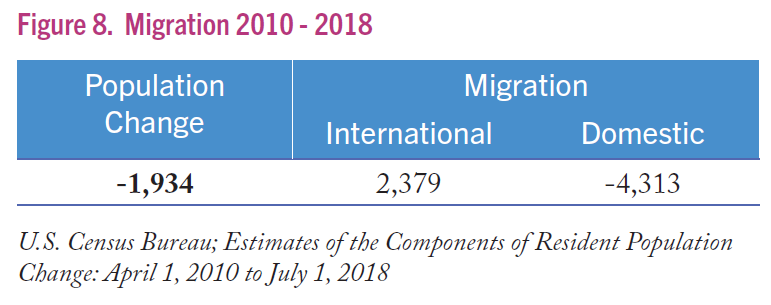 Figure 8. Migration 2010 - 2018
Population Change
Migration
International Domestic
-1,934 2,379 -4,313
U.S. Census Bureau; Estimates of the Components of Resident Population
Change: April 1, 2010 to July 1, 2018